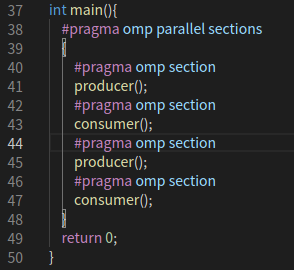 37 int main(){
38 #pragma omp parallel sections
39 {
40 #pragma omp section
41 producer();
42 #pragma omp section
43 consumer();
44 #pragma omp section
45 producer();
46 #pragma omp section
47 consumer();
48 }
49 return 0;
50 }